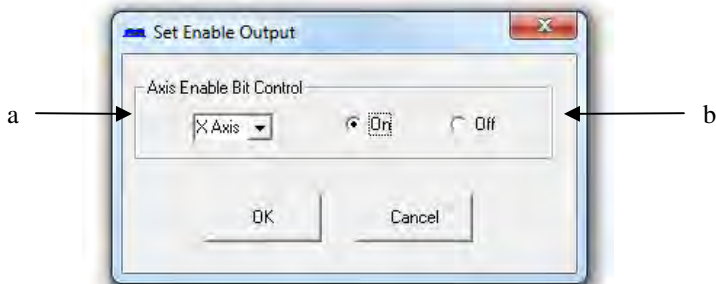 Set Enable Output
Axis Enable Bit Control
a X Axis On Off b
OK Cancel